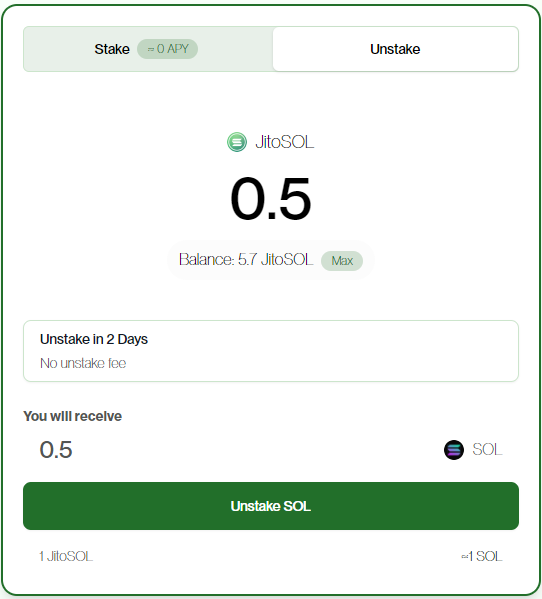 Stake ≈ 0 APY Unstake
JitoSOL
0.5
Balance: 5.7 JitoSOL Max
Unstake in 2 Days
No unstake fee
You will receive
0.5 SOL
Unstake SOL
1 JitoSOL ≈1 SOL